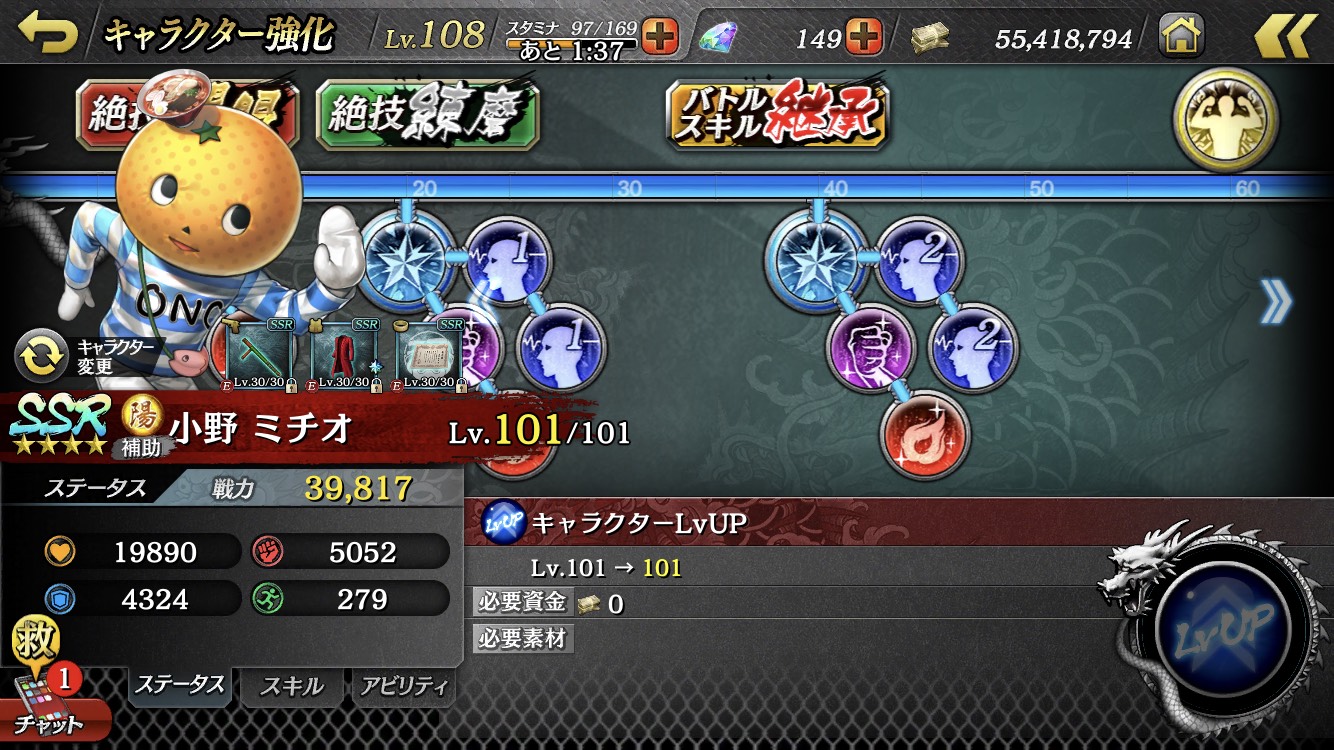 キャラクター強化
Lv.108
スタミナ 97/169
あと 1:37
149
55,418,794
絶技
絶技練磨
バトルスキル継承
20 30 40 50 60
1 2
1 2
ONO
キャラクター変更
SSR SSR SSR
E Lv.30/30 E Lv.30/30 E Lv.30/30
SSR 陽 補助 小野 ミチオ Lv.101/101
ステータス 戦力 39,817
19890 5052
4324 279
LvUP キャラクターLvUP
Lv.101 → 101
必要資金 0
必要素材
LvUP
救
1
チャット
ステータス スキル アビリティ